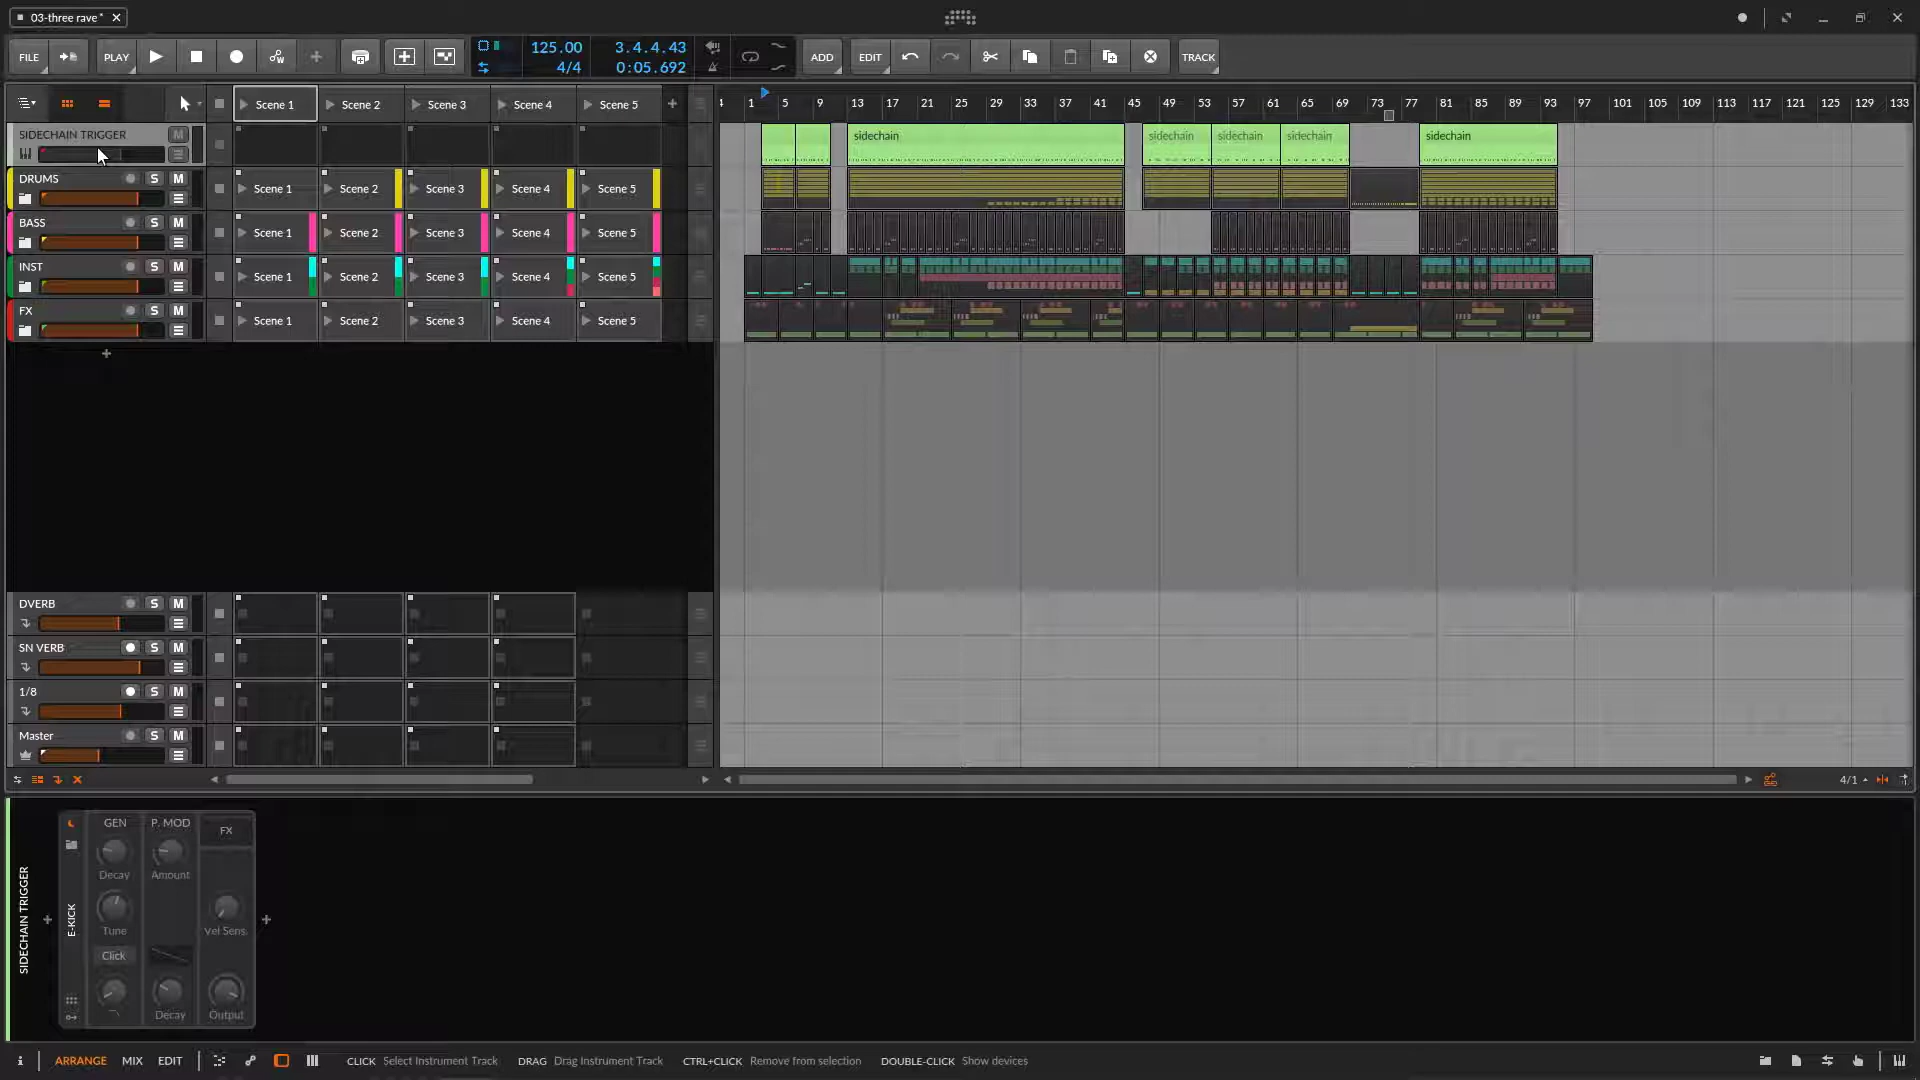 03-three rave*
FILE
PLAY
125.00
4/4
3.4.4.43
0:05.692
ADD
EDIT
TRACK
Scene 1
Scene 2
Scene 3
Scene 4
Scene 5
4 1 5 9 13 17 21 25 29 33 37 41 45 49 53 57 61 65 69 73 77 81 85 89 93 97 101 105 109 113 117 121 125 129 133
SIDECHAIN TRIGGER
M
sidechain
sidechain
sidechain
sidechain
sidechain
DRUMS
S M
Scene 1
Scene 2
Scene 3
Scene 4
Scene 5
BASS
S M
Scene 1
Scene 2
Scene 3
Scene 4
Scene 5
INST
S M
Scene 1
Scene 2
Scene 3
Scene 4
Scene 5
FX
S M
Scene 1
Scene 2
Scene 3
Scene 4
Scene 5
DVERB
S M
SN VERB
S M
1/8
S M
Master
S M
4/1
SIDECHAIN TRIGGER
E-KICK
GEN
P. MOD
FX
Decay
Amount
Tune
Vel Sens.
Click
Decay
Output
i
ARRANGE
MIX
EDIT
CLICK Select Instrument Track
DRAG Drag Instrument Track
CTRL+CLICK Remove from selection
DOUBLE-CLICK Show devices